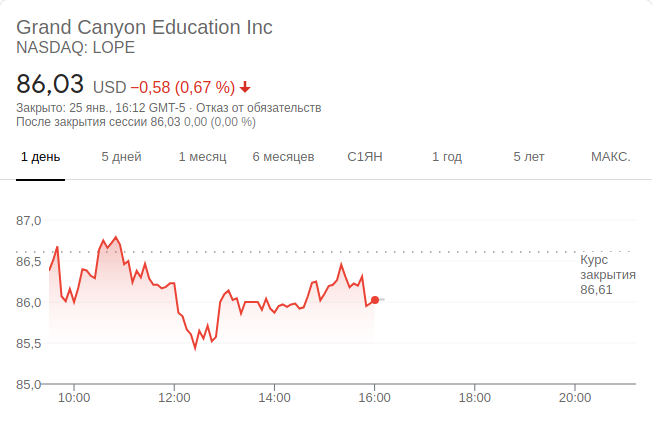 Grand Canyon Education Inc
NASDAQ: LOPE
86,03 USD −0,58 (0,67 %)
Закрыто: 25 янв., 16:12 GMT-5 · Отказ от обязательств
После закрытия сессии 86,03 0,00 (0,00 %)
1 день 5 дней 1 месяц 6 месяцев С1ЯН 1 год 5 лет МАКС.
87,0
86,5
86,0
85,5
85,0
Курс
закрытия
86,61
10:00 12:00 14:00 16:00 18:00 20:00